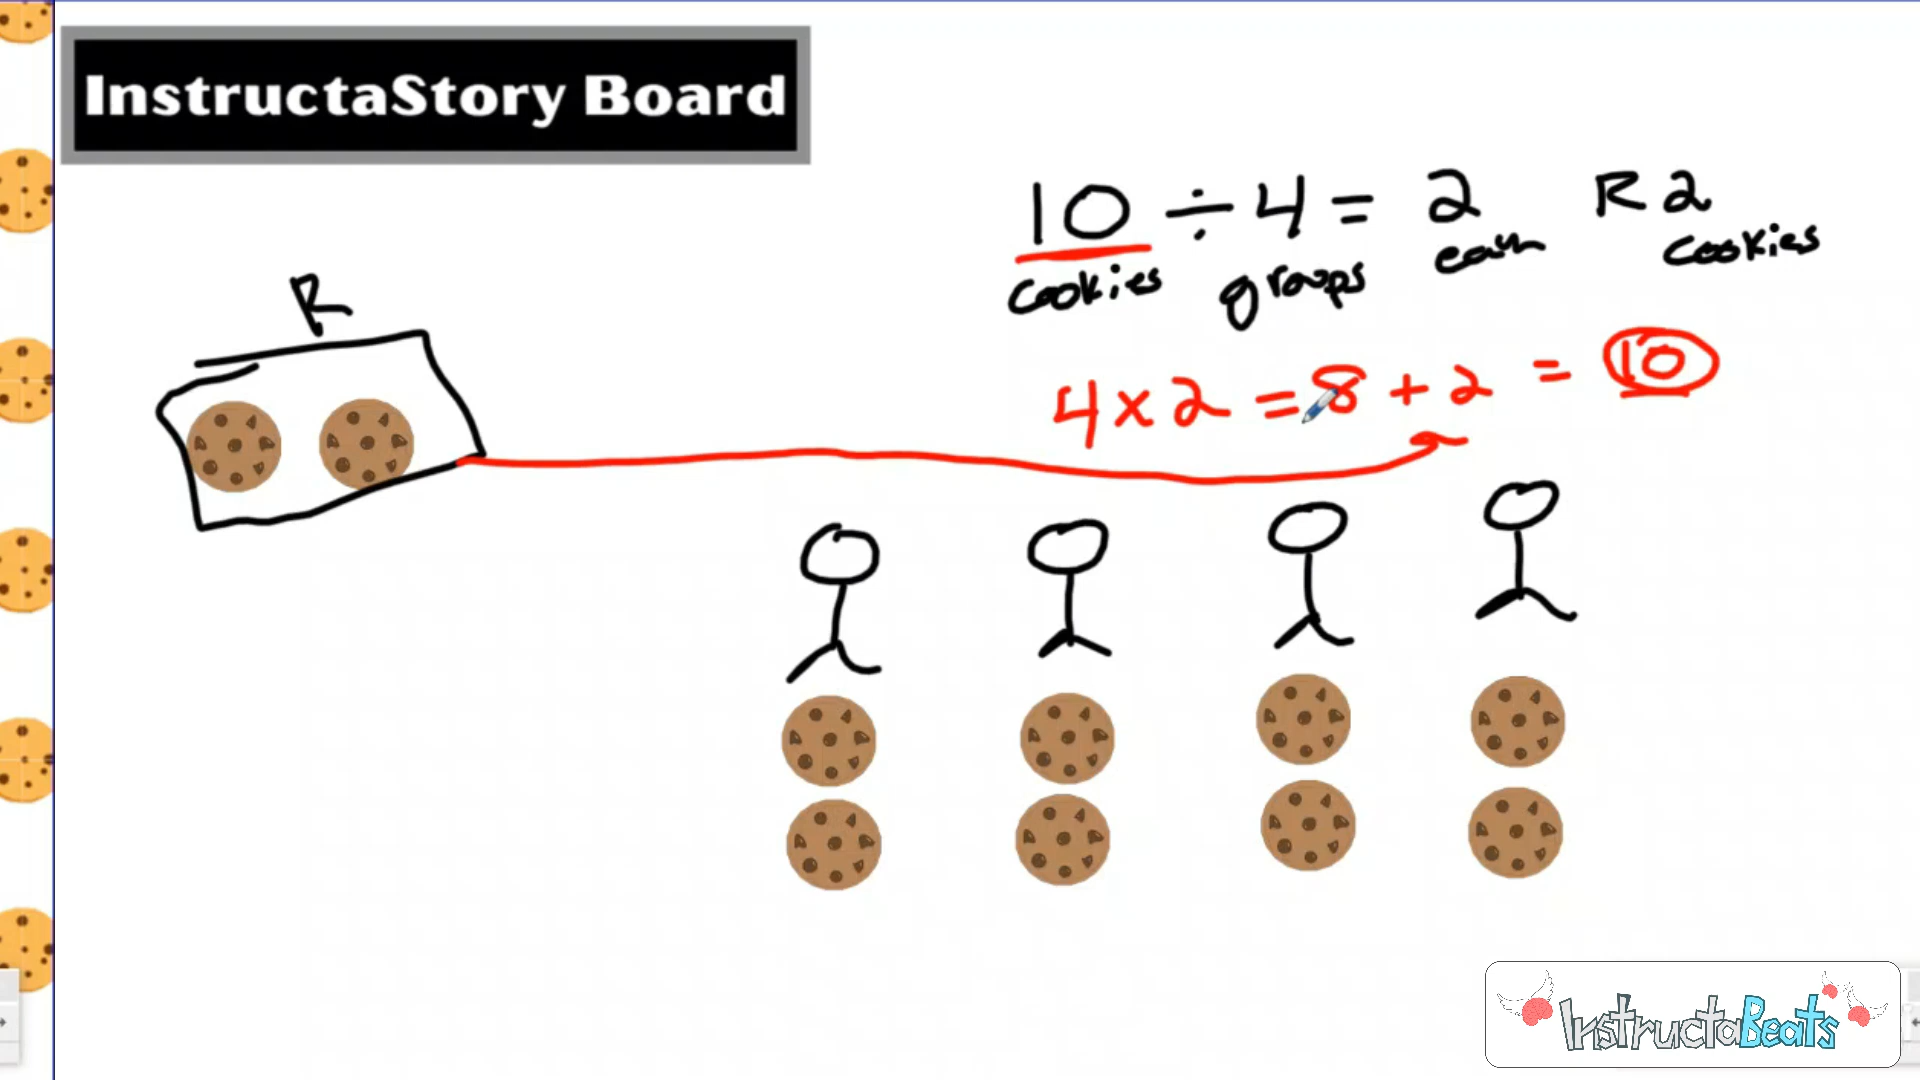 InstructaStory Board
10 ÷ 4 = 2 R 2
cookies groups each cookies
R
4 x 2 = 8 + 2 = 10
InstructaBeats